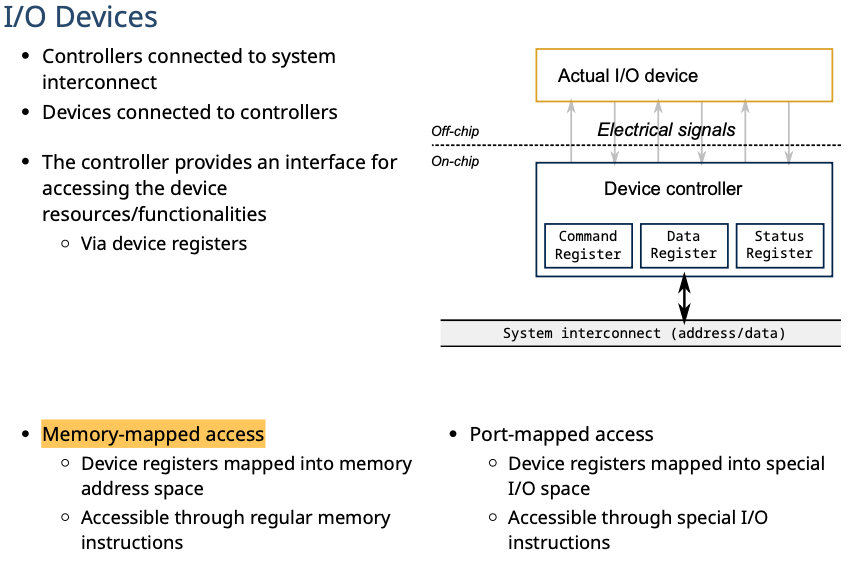 I/O Devices
• Controllers connected to system
interconnect
• Devices connected to controllers
• The controller provides an interface for
accessing the device
resources/functionalities
○ Via device registers
Actual I/O device
Off-chip
Electrical signals
On-chip
Device controller
Command
Register
Data
Register
Status
Register
System interconnect (address/data)
• Memory-mapped access
○ Device registers mapped into memory
address space
○ Accessible through regular memory
instructions
• Port-mapped access
○ Device registers mapped into special
I/O space
○ Accessible through special I/O
instructions